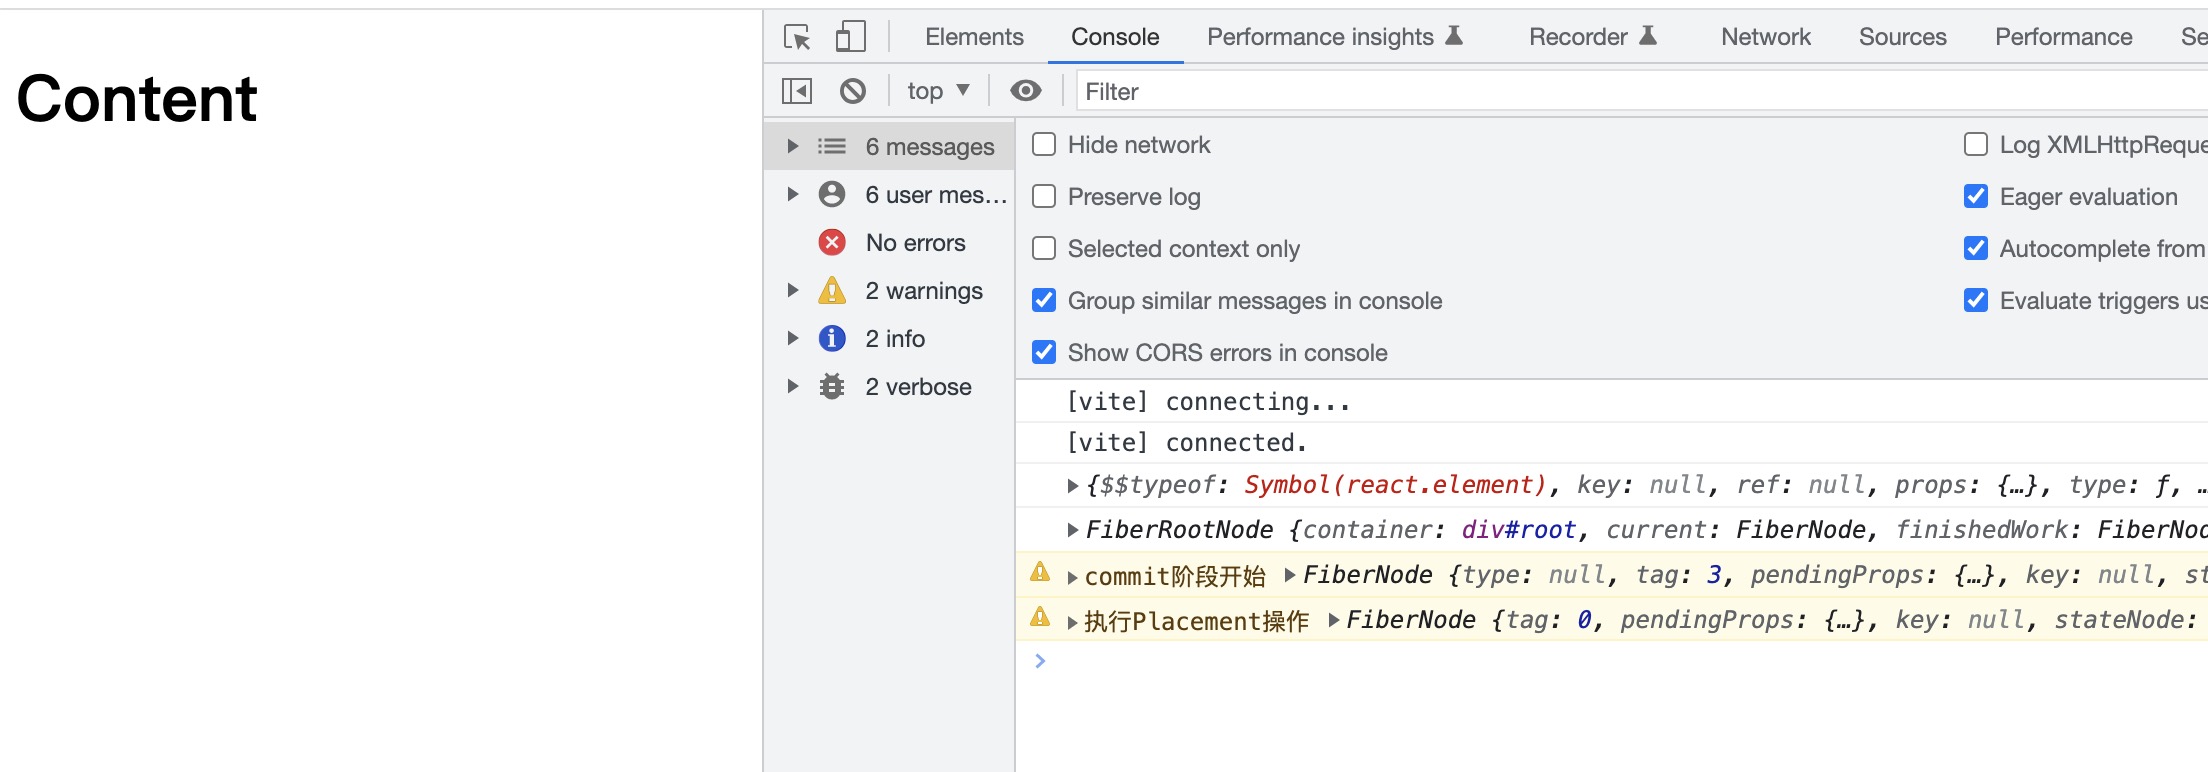 Content
Elements Console Performance insights Recorder Network Sources Performance Se
top Filter
6 messages
6 user mes…
No errors
2 warnings
2 info
2 verbose
Hide network Log XMLHttpReque
Preserve log Eager evaluation
Selected context only Autocomplete from
Group similar messages in console Evaluate triggers us
Show CORS errors in console
[vite] connecting...
[vite] connected.
{$$typeof: Symbol(react.element), key: null, ref: null, props: {…}, type: ƒ, …
FiberRootNode {container: div#root, current: FiberNode, finishedWork: FiberNod
commit阶段开始 FiberNode {type: null, tag: 3, pendingProps: {…}, key: null, st
执行Placement操作 FiberNode {tag: 0, pendingProps: {…}, key: null, stateNode: